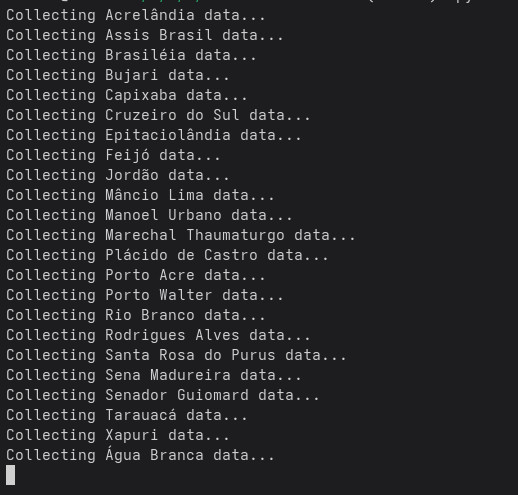 Collecting Acrelândia data...
Collecting Assis Brasil data...
Collecting Brasiléia data...
Collecting Bujari data...
Collecting Capixaba data...
Collecting Cruzeiro do Sul data...
Collecting Epitaciolândia data...
Collecting Feijó data...
Collecting Jordão data...
Collecting Mâncio Lima data...
Collecting Manoel Urbano data...
Collecting Marechal Thaumaturgo data...
Collecting Plácido de Castro data...
Collecting Porto Acre data...
Collecting Porto Walter data...
Collecting Rio Branco data...
Collecting Rodrigues Alves data...
Collecting Santa Rosa do Purus data...
Collecting Sena Madureira data...
Collecting Senador Guiomard data...
Collecting Tarauacá data...
Collecting Xapuri data...
Collecting Água Branca data...